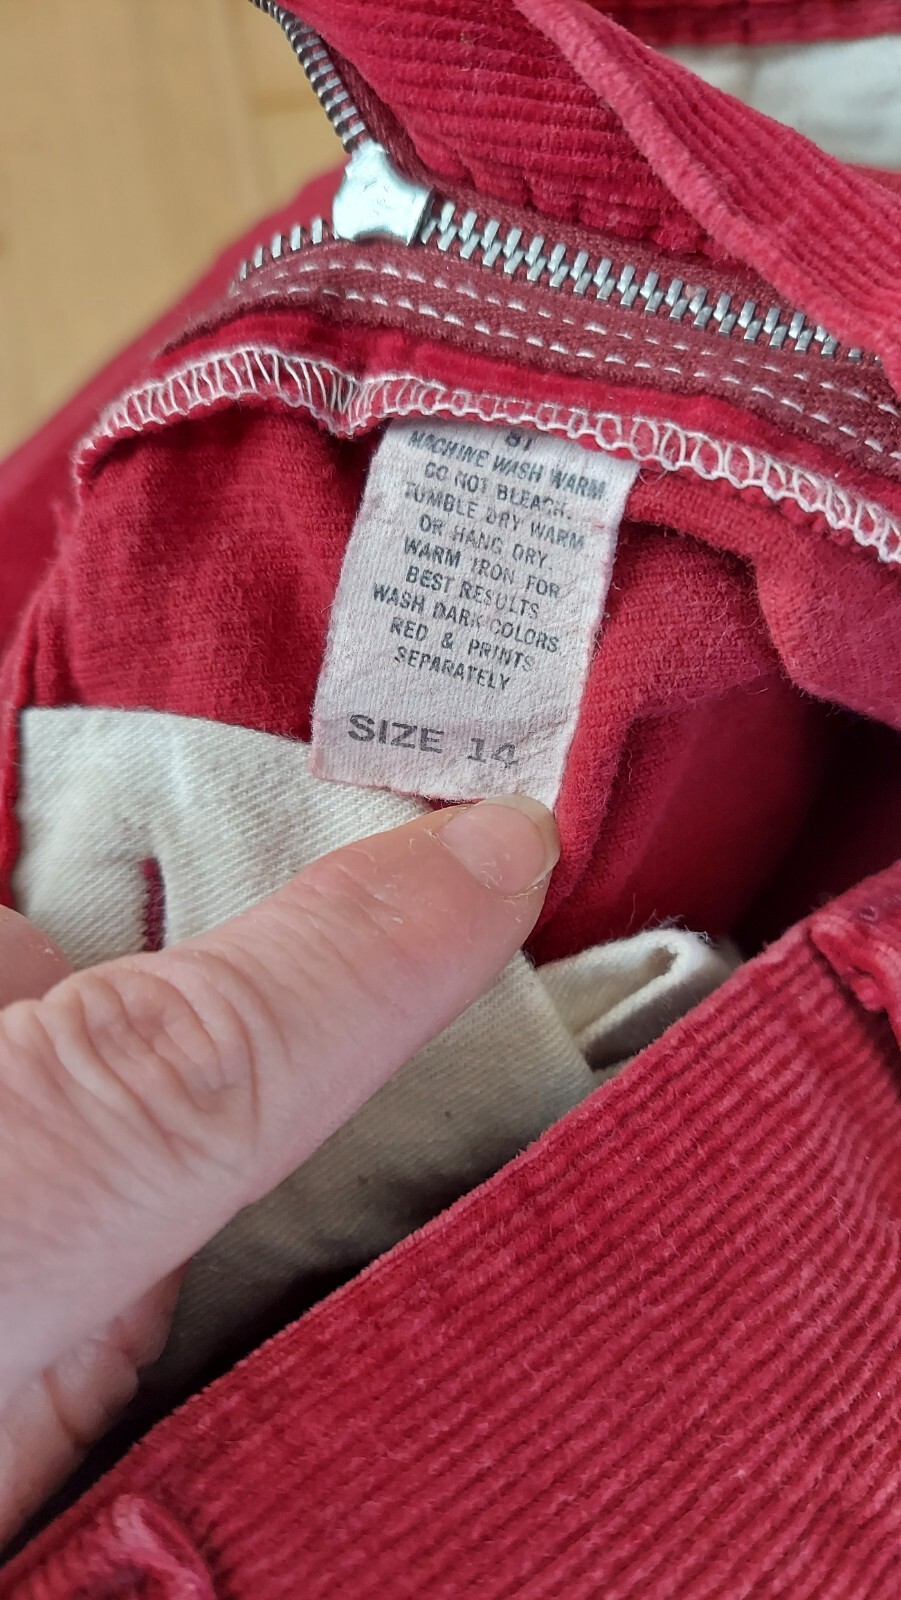 MACHINE WASH WARM
DO NOT BLEACH.
TUMBLE DRY WARM
OR HANG DRY.
WARM IRON FOR
BEST RESULTS
WASH DARK COLORS,
RED & PRINTS
SEPARATELY
SIZE 14